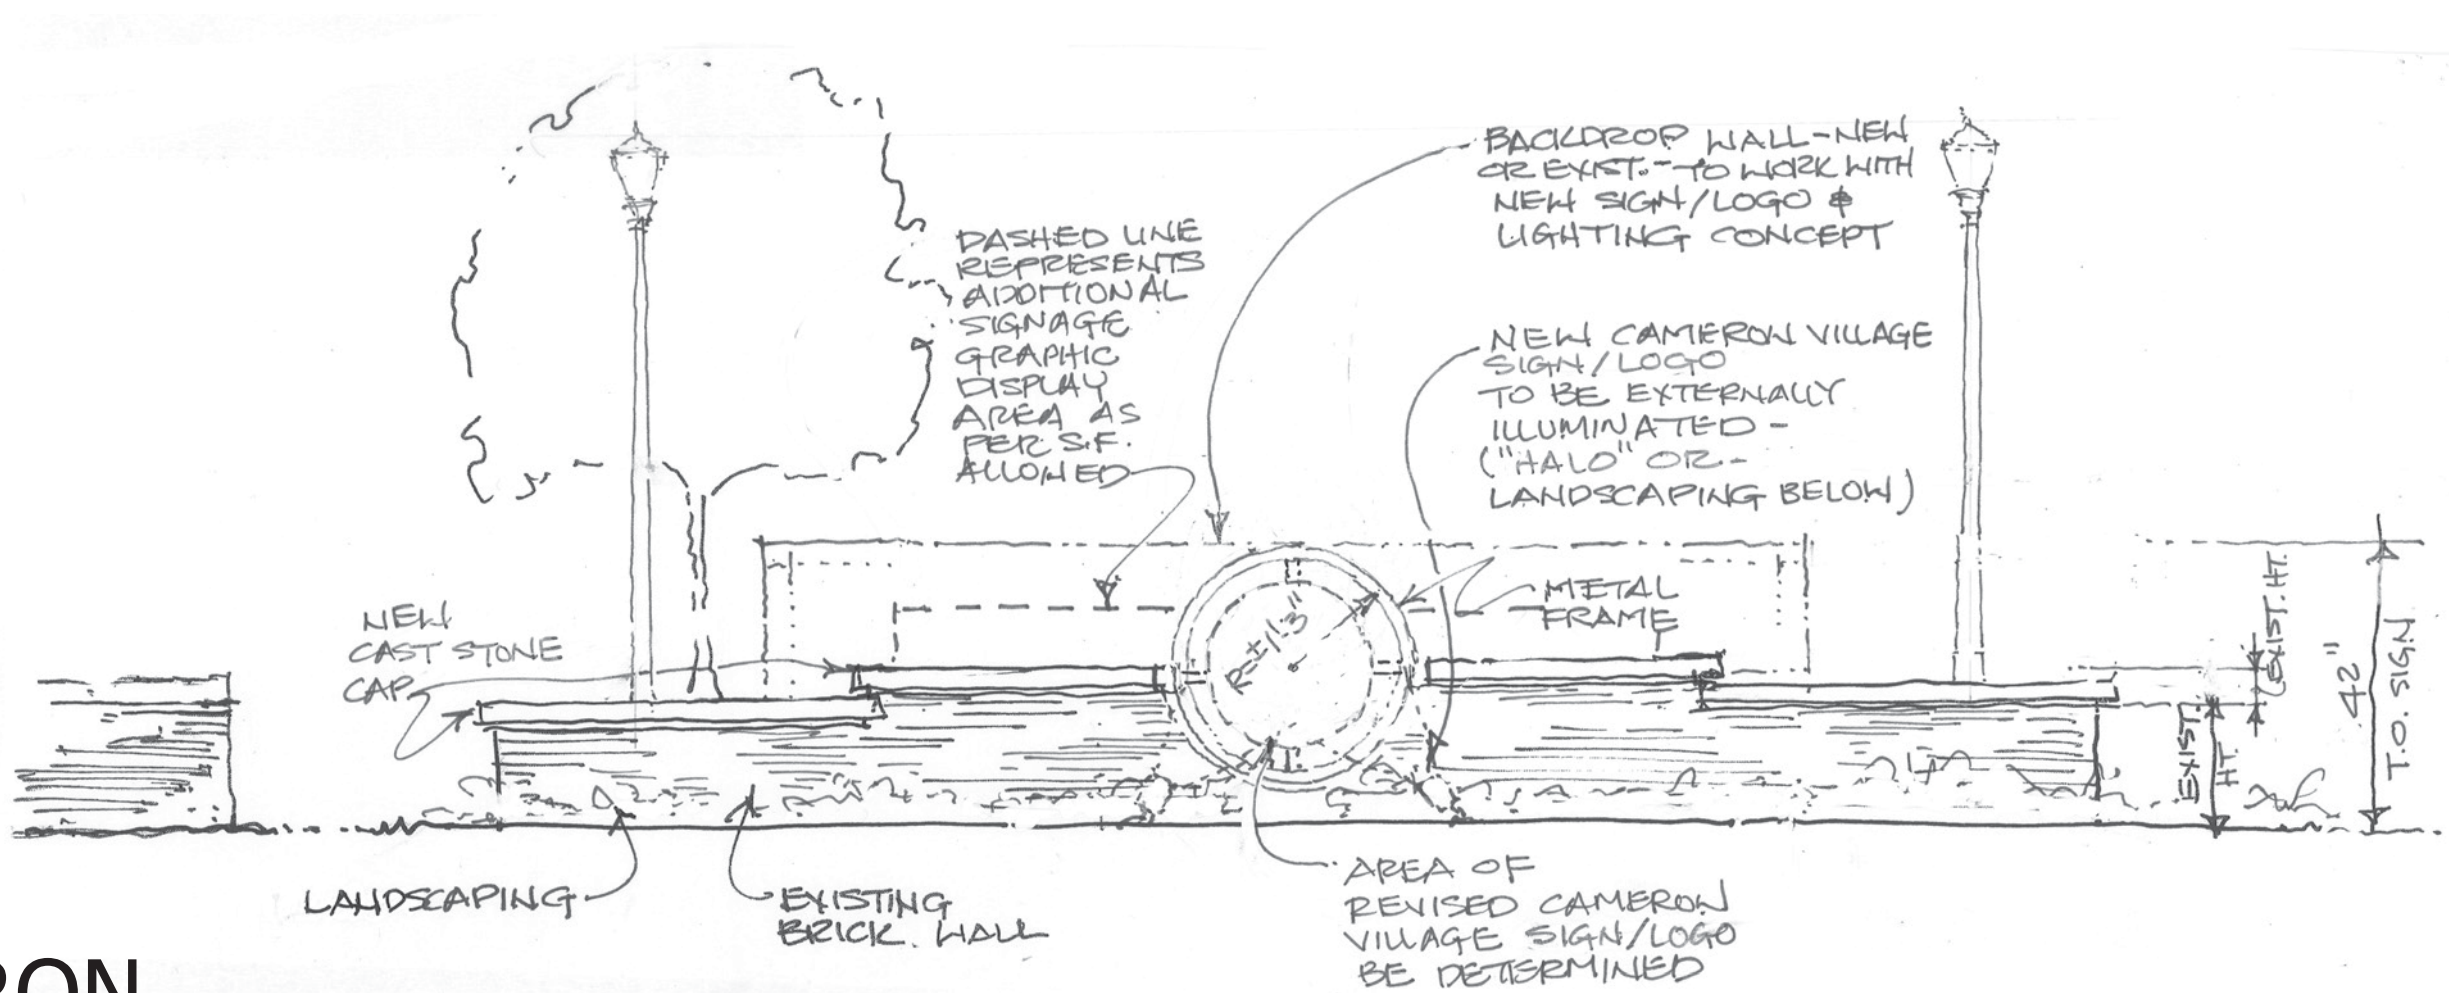 BACKDROP WALL-NEW
OR EXIST. - TO WORK WITH
NEW SIGN/LOGO &
LIGHTING CONCEPT
DASHED LINE
REPRESENTS
ADDITIONAL
SIGNAGE
GRAPHIC
DISPLAY
AREA AS
PER S.F.
ALLOWED
NEW CAMERON VILLAGE
SIGN/LOGO
TO BE EXTERNALLY
ILLUMINATED -
("HALO" OR -
LANDSCAPING BELOW)
METAL
FRAME
NEW
CAST STONE
CAP
R=±1'.3"
(EXIST. HT.
42"
T.O. SIGN
EXIST.
HT
LANDSCAPING
EXISTING
BRICK. WALL
AREA OF
REVISED CAMERON
VILLAGE SIGN/LOGO
BE DETERMINED
RON